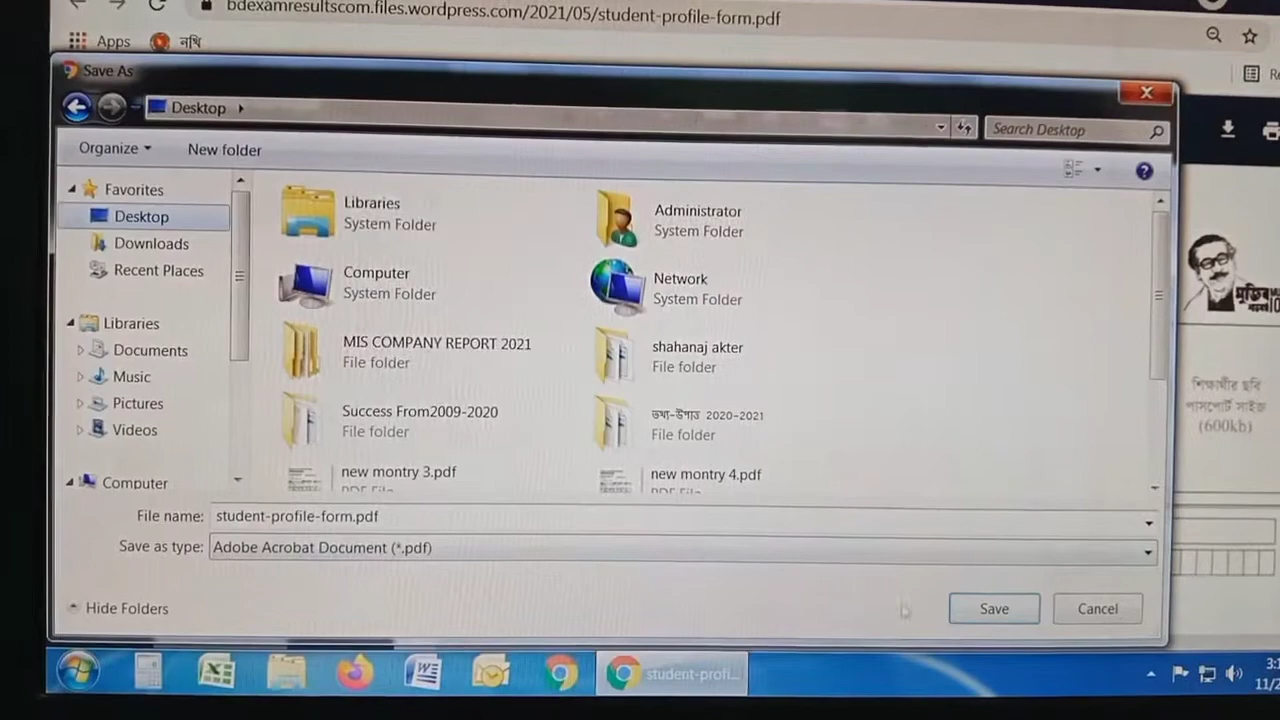 bdexamresultscom.files.wordpress.com/2021/05/student-profile-form.pdf
Apps
নথি
Save As
Desktop
Search Desktop
Organize
New folder
Favorites
Desktop
Downloads
Recent Places
Libraries
Documents
Music
Pictures
Videos
Computer
Libraries
System Folder
Administrator
System Folder
Computer
System Folder
Network
System Folder
MIS COMPANY REPORT 2021
File folder
shahanaj akter
File folder
Success From2009-2020
File folder
তথ্য-উপাত্ত 2020-2021
File folder
new montry 3.pdf
PDF File
new montry 4.pdf
PDF File
শিক্ষার্থীর ছবি
পাসপোর্ট সাইজ
(600kb)
File name: student-profile-form.pdf
Save as type: Adobe Acrobat Document (*.pdf)
Hide Folders
Save
Cancel
student-profi...
3:1
11/2